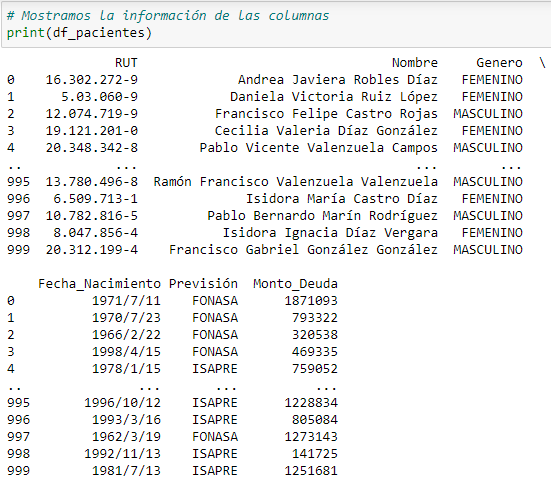 # Mostramos la información de las columnas
print(df_pacientes)
RUT Nombre Genero \
0 16.302.272-9 Andrea Javiera Robles Díaz FEMENINO
1 5.03.060-9 Daniela Victoria Ruiz López FEMENINO
2 12.074.719-9 Francisco Felipe Castro Rojas MASCULINO
3 19.121.201-0 Cecilia Valeria Díaz González FEMENINO
4 20.348.342-8 Pablo Vicente Valenzuela Campos MASCULINO
.. ... ... ...
995 13.780.496-8 Ramón Francisco Valenzuela Valenzuela MASCULINO
996 6.509.713-1 Isidora María Castro Díaz FEMENINO
997 10.782.816-5 Pablo Bernardo Marín Rodríguez MASCULINO
998 8.047.856-4 Isidora Ignacia Díaz Vergara FEMENINO
999 20.312.199-4 Francisco Gabriel González González MASCULINO
Fecha_Nacimiento Previsión Monto_Deuda
0 1971/7/11 FONASA 1871093
1 1970/7/23 FONASA 793322
2 1966/2/22 FONASA 320538
3 1998/4/15 FONASA 469335
4 1978/1/15 ISAPRE 759052
.. ... ... ...
995 1996/10/12 ISAPRE 1228834
996 1993/3/16 ISAPRE 805084
997 1962/3/19 FONASA 1273143
998 1992/11/13 ISAPRE 141725
999 1981/7/13 ISAPRE 1251681